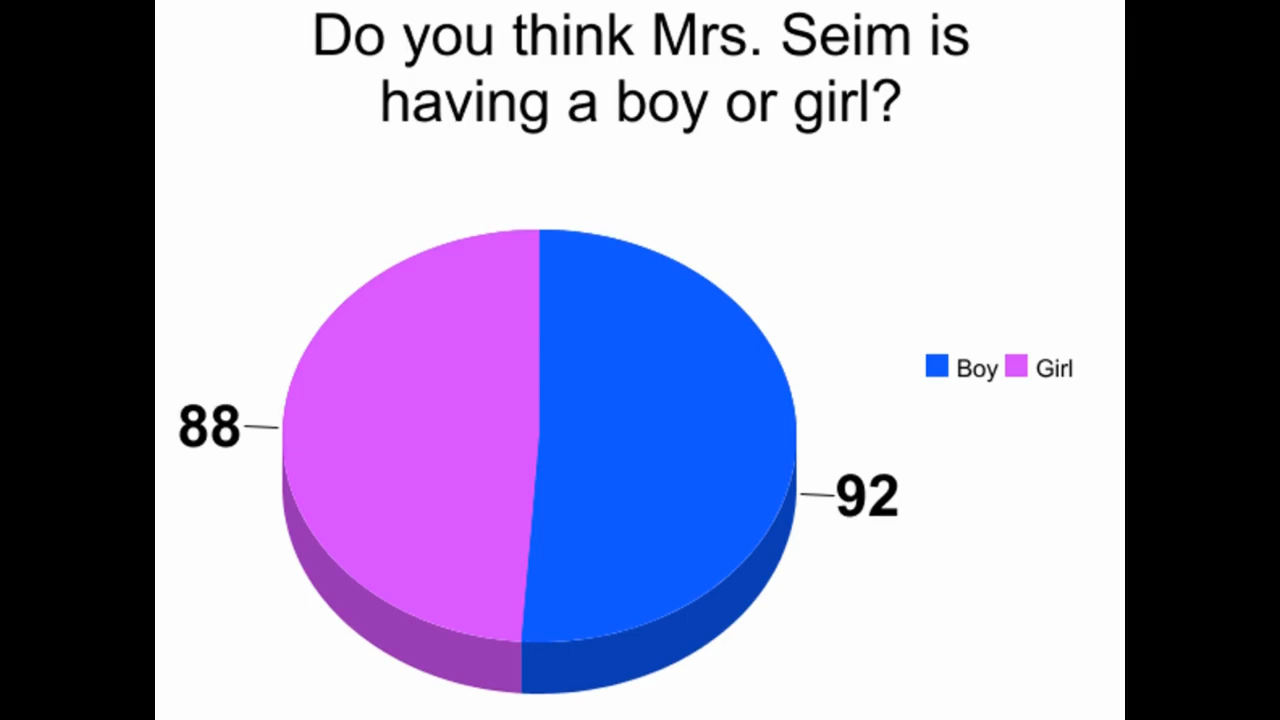 Do you think Mrs. Seim is
having a boy or girl?
Boy Girl
88
92